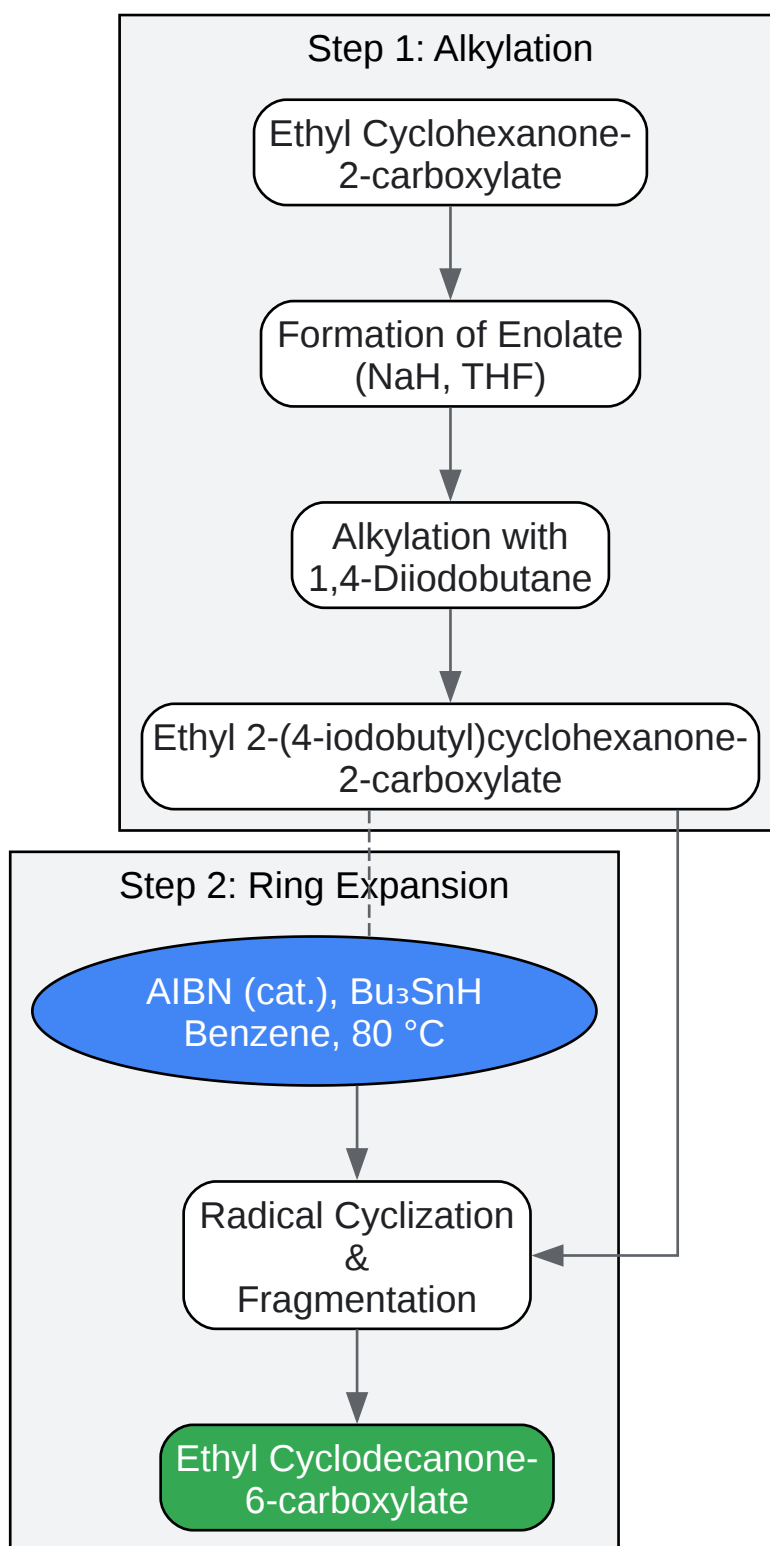 Step 1: Alkylation
Ethyl Cyclohexanone-
2-carboxylate
Formation of Enolate
(NaH, THF)
Alkylation with
1,4-Diiodobutane
Ethyl 2-(4-iodobutyl)cyclohexanone-
2-carboxylate
Step 2: Ring Expansion
AIBN (cat.), Bu₃SnH
Benzene, 80 °C
Radical Cyclization
&
Fragmentation
Ethyl Cyclodecanone-
6-carboxylate